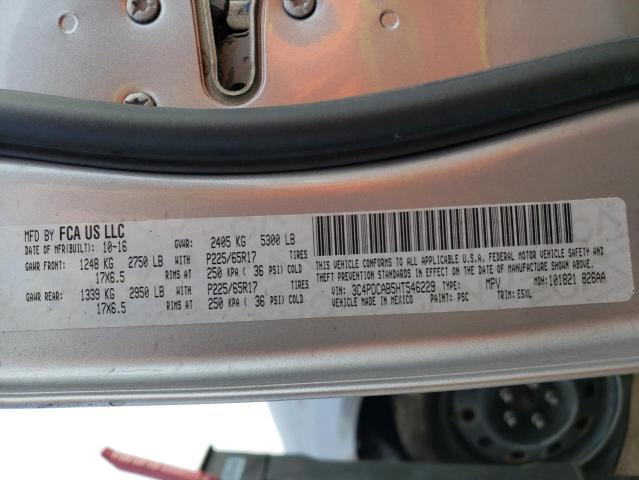 MFD BY FCA US LLC
DATE OF MFR(BUILT): 10-16 GVWR: 2405 KG 5300 LB
GAWR FRONT: 1248 KG 2750 LB WITH P225/65R17 TIRES
17X6.5 RIMS AT 250 KPA ( 36 PSI) COLD
GAWR REAR: 1339 KG 2950 LB WITH P225/65R17 TIRES
17X6.5 RIMS AT 250 KPA ( 36 PSI) COLD
THIS VEHICLE CONFORMS TO ALL APPLICABLE U.S.A. FEDERAL MOTOR VEHICLE SAFETY, BUMPER, AND
THEFT PREVENTION STANDARDS IN EFFECT ON THE DATE OF MANUFACTURE SHOWN ABOVE.
VIN: 3C4PDCAB5HT546229 TYPE: MPV MDH: 101821 826AA
VEHICLE MADE IN MEXICO PAINT: PSC TRIM: E5XL